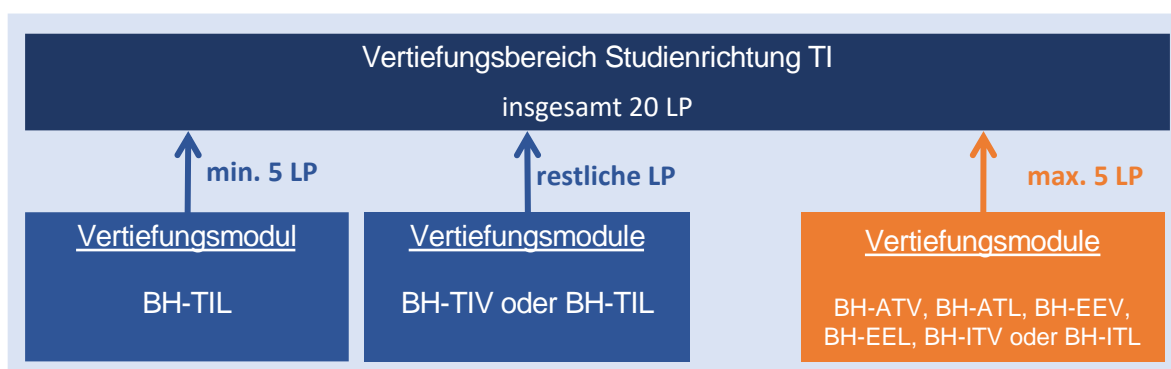 Vertiefungsbereich Studienrichtung TI
insgesamt 20 LP
min. 5 LP
restliche LP
max. 5 LP
Vertiefungsmodul
BH-TIL
Vertiefungsmodule
BH-TIV oder BH-TIL
Vertiefungsmodule
BH-ATV, BH-ATL, BH-EEV,
BH-EEL, BH-ITV oder BH-ITL